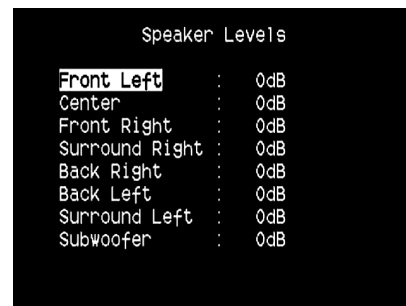 Speaker Levels
Front Left : 0dB
Center : 0dB
Front Right : 0dB
Surround Right : 0dB
Back Right : 0dB
Back Left : 0dB
Surround Left : 0dB
Subwoofer : 0dB